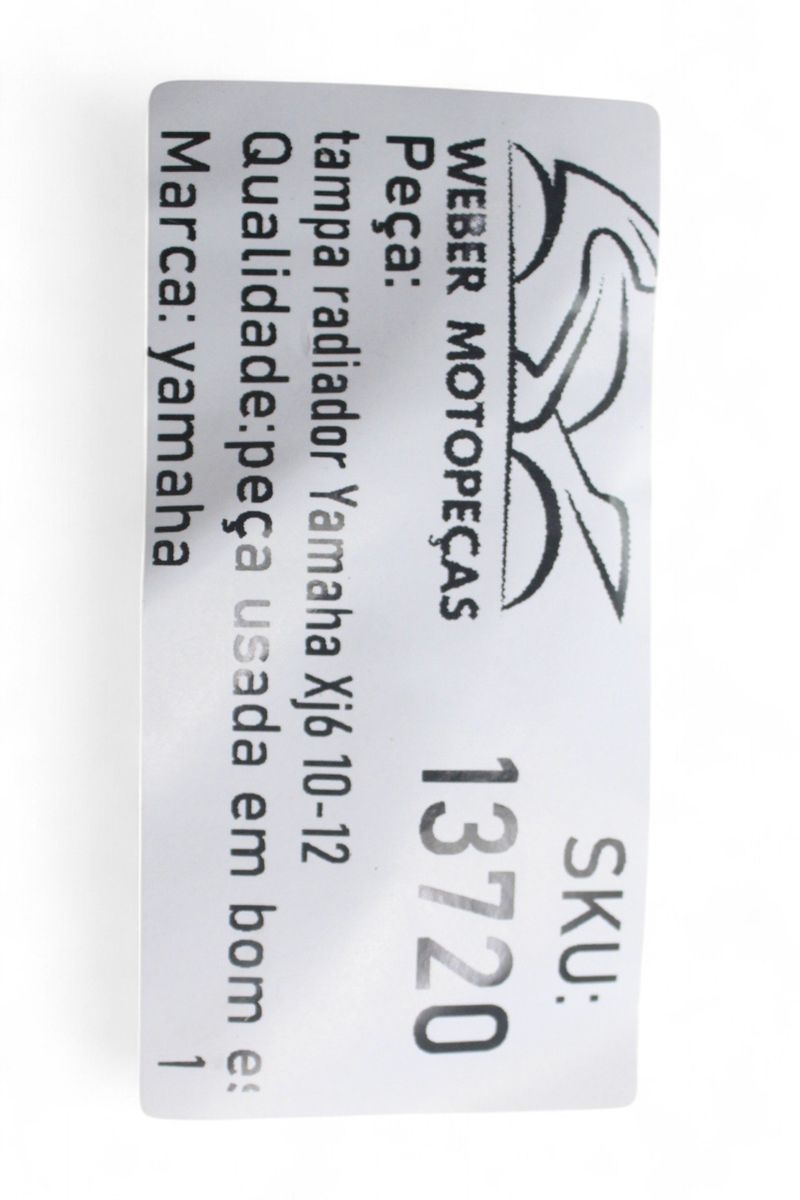 WEBER MOTOPEÇAS
SKU:
13720
Peça:
tampa radiador Yamaha Xj6 10-12
Qualidade:peça usada em bom
Marca: yamaha
1